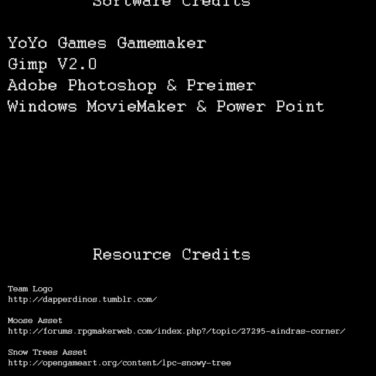 Software Credits
YoYo Games Gamemaker
Gimp V2.0
Adobe Photoshop & Preimer
Windows MovieMaker & Power Point
Resource Credits
Team Logo
http://dapperdinos.tumblr.com/
Moose Asset
http://forums.rpgmakerweb.com/index.php?/topic/27295-aindras-corner/
Snow Trees Asset
http://opengameart.org/content/lpc-snowy-tree